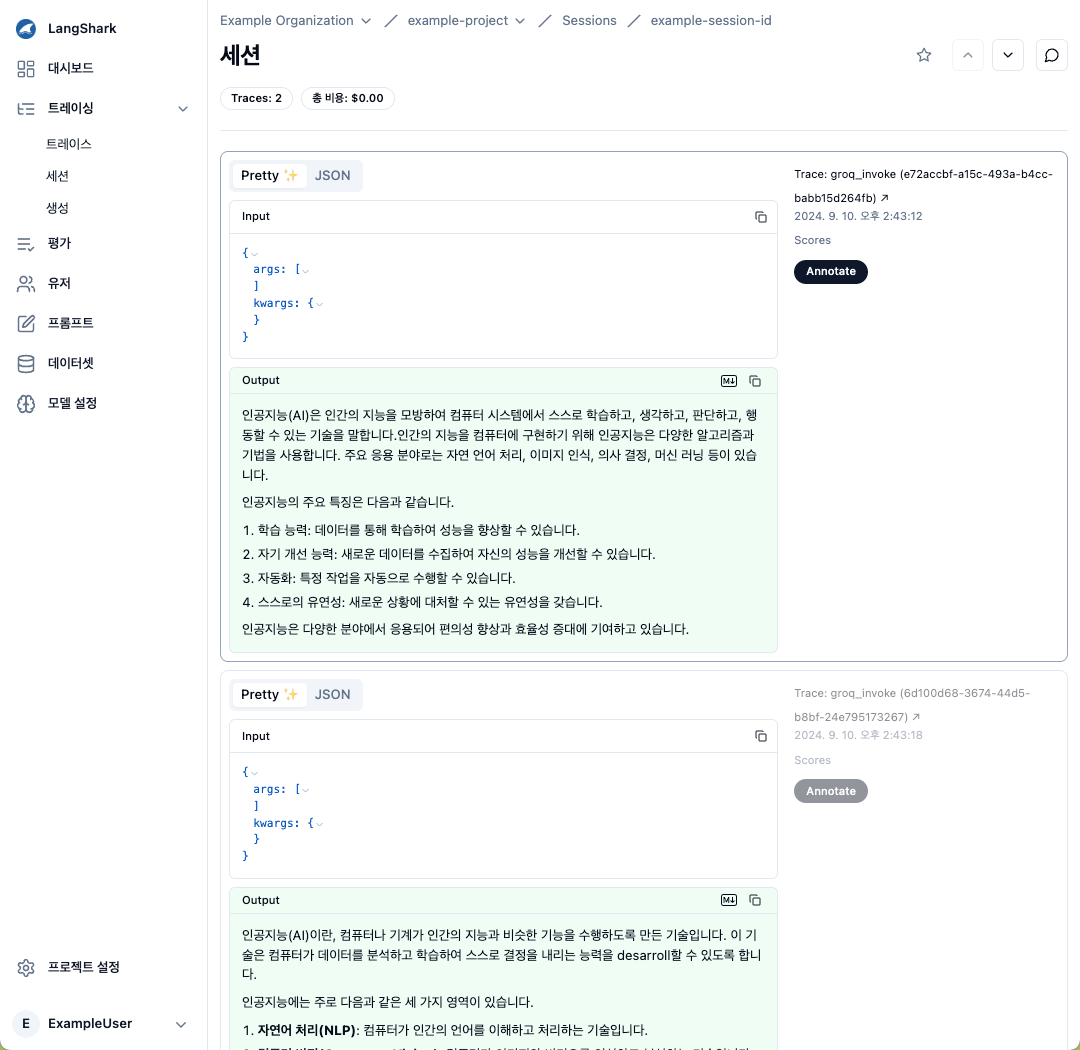 LangShark
대시보드
트레이싱
트레이스
세션
생성
평가
유저
프롬프트
데이터셋
모델 설정
프로젝트 설정
E ExampleUser
Example Organization / example-project / Sessions / example-session-id
세션
Traces: 2 총 비용: $0.00
Pretty ✨ JSON
Input
{
args: [
]
kwargs: {
}
}
Output
인공지능(AI)은 인간의 지능을 모방하여 컴퓨터 시스템에서 스스로 학습하고, 생각하고, 판단하고, 행
동할 수 있는 기술을 말합니다.인간의 지능을 컴퓨터에 구현하기 위해 인공지능은 다양한 알고리즘과
기법을 사용합니다. 주요 응용 분야로는 자연 언어 처리, 이미지 인식, 의사 결정, 머신 러닝 등이 있습
니다.
인공지능의 주요 특징은 다음과 같습니다.
1. 학습 능력: 데이터를 통해 학습하여 성능을 향상할 수 있습니다.
2. 자기 개선 능력: 새로운 데이터를 수집하여 자신의 성능을 개선할 수 있습니다.
3. 자동화: 특정 작업을 자동으로 수행할 수 있습니다.
4. 스스로의 유연성: 새로운 상황에 대처할 수 있는 유연성을 갖습니다.
인공지능은 다양한 분야에서 응용되어 편의성 향상과 효율성 증대에 기여하고 있습니다.
Trace: groq_invoke (e72accbf-a15c-493a-b4cc-
babb15d264fb) ↗
2024. 9. 10. 오후 2:43:12
Scores
Annotate
Pretty ✨ JSON
Input
{
args: [
]
kwargs: {
}
}
Output
인공지능(AI)이란, 컴퓨터나 기계가 인간의 지능과 비슷한 기능을 수행하도록 만든 기술입니다. 이 기
술은 컴퓨터가 데이터를 분석하고 학습하여 스스로 결정을 내리는 능력을 desarroll할 수 있도록 합니
다.
인공지능에는 주로 다음과 같은 세 가지 영역이 있습니다.
1. 자연어 처리(NLP): 컴퓨터가 인간의 언어를 이해하고 처리하는 기술입니다.
Trace: groq_invoke (6d100d68-3674-44d5-
b8bf-24e795173267) ↗
2024. 9. 10. 오후 2:43:18
Scores
Annotate